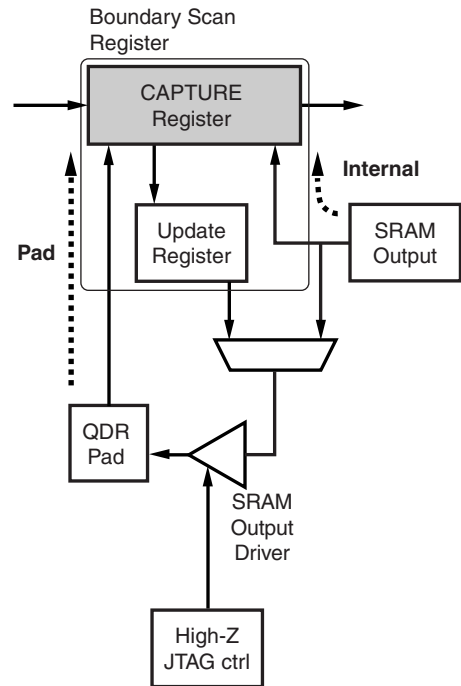 Boundary Scan
Register
CAPTURE
Register
Internal
Update
Register
SRAM
Output
Pad
QDR
Pad
SRAM
Output
Driver
High-Z
JTAG ctrl